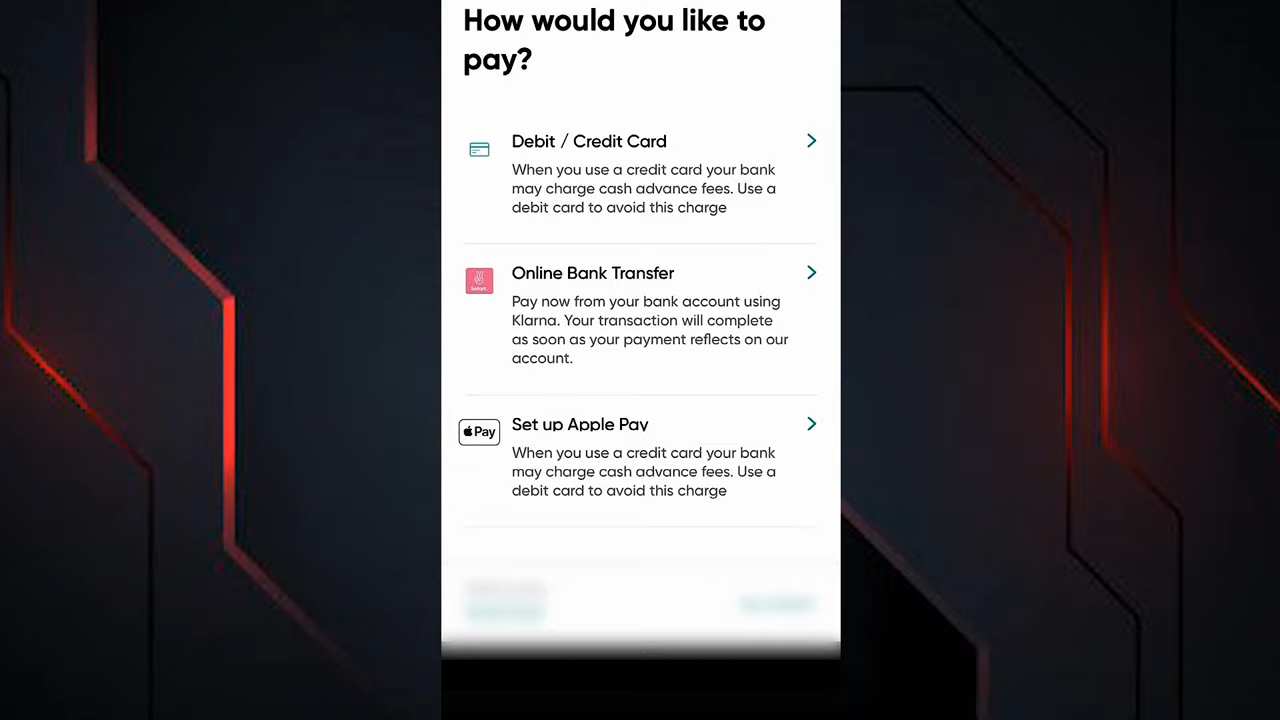 How would you like to
pay?
Debit / Credit Card
When you use a credit card your bank
may charge cash advance fees. Use a
debit card to avoid this charge
Sofort.
Online Bank Transfer
Pay now from your bank account using
Klarna. Your transaction will complete
as soon as your payment reflects on our
account.
Pay
Set up Apple Pay
When you use a credit card your bank
may charge cash advance fees. Use a
debit card to avoid this charge